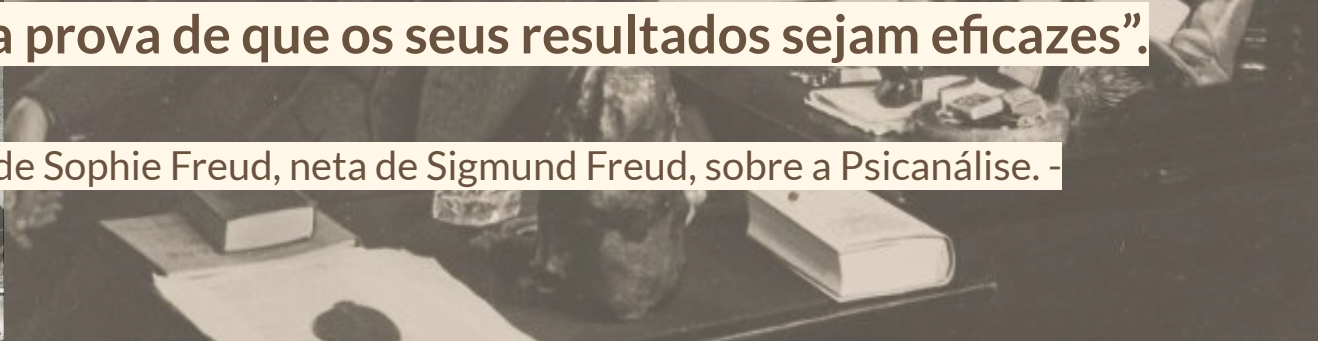 a prova de que os seus resultados sejam eficazes”.
de Sophie Freud, neta de Sigmund Freud, sobre a Psicanálise. -